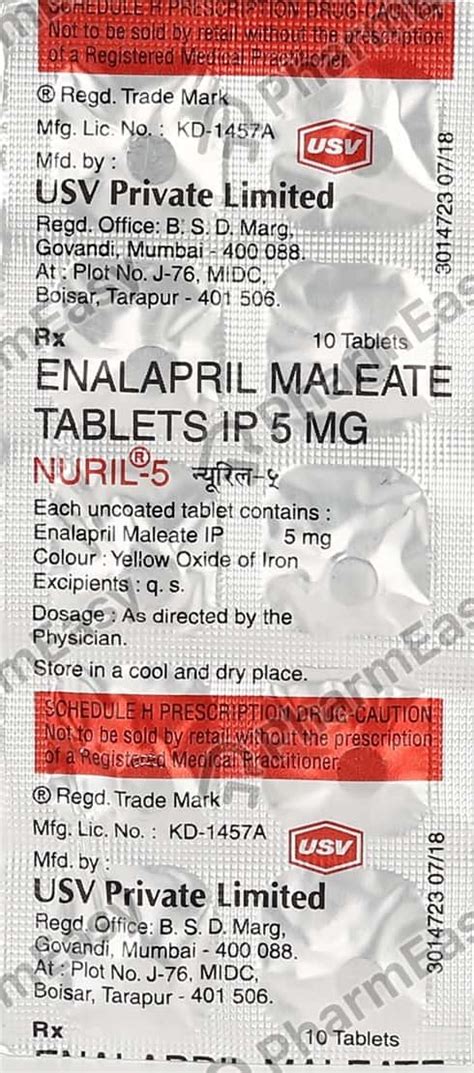 SCHEDULE H PRESCRIPTION DRUG-CAUTION
Not to be sold by retail without the prescription
of a Registered Medical Practitioner.
® Regd. Trade Mark
Mfg. Lic. No. : KD-1457A
USV
Mfd. by :
USV Private Limited
Regd. Office: B. S. D. Marg,
Govandi, Mumbai - 400 088.
At : Plot No. J-76, MIDC,
Boisar, Tarapur - 401 506.
3014723 07/18
Rx 10 Tablets
ENALAPRIL MALEATE
TABLETS IP 5 MG
NURIL®-5 न्यूरिल-५
Each uncoated tablet contains :
Enalapril Maleate IP 5 mg
Colour : Yellow Oxide of Iron
Excipients : q. s.
Dosage : As directed by the
Physician.
Store in a cool and dry place.
SCHEDULE H PRESCRIPTION DRUG-CAUTION
Not to be sold by retail without the prescription
of a Registered Medical Practitioner.
® Regd. Trade Mark
Mfg. Lic. No. : KD-1457A
USV
Mfd. by :
USV Private Limited
Regd. Office: B. S. D. Marg,
Govandi, Mumbai - 400 088.
At : Plot No. J-76, MIDC,
Boisar, Tarapur - 401 506.
3014723 07/18
Rx 10 Tablets
ENALAPRIL MALEATE
PharmEasy